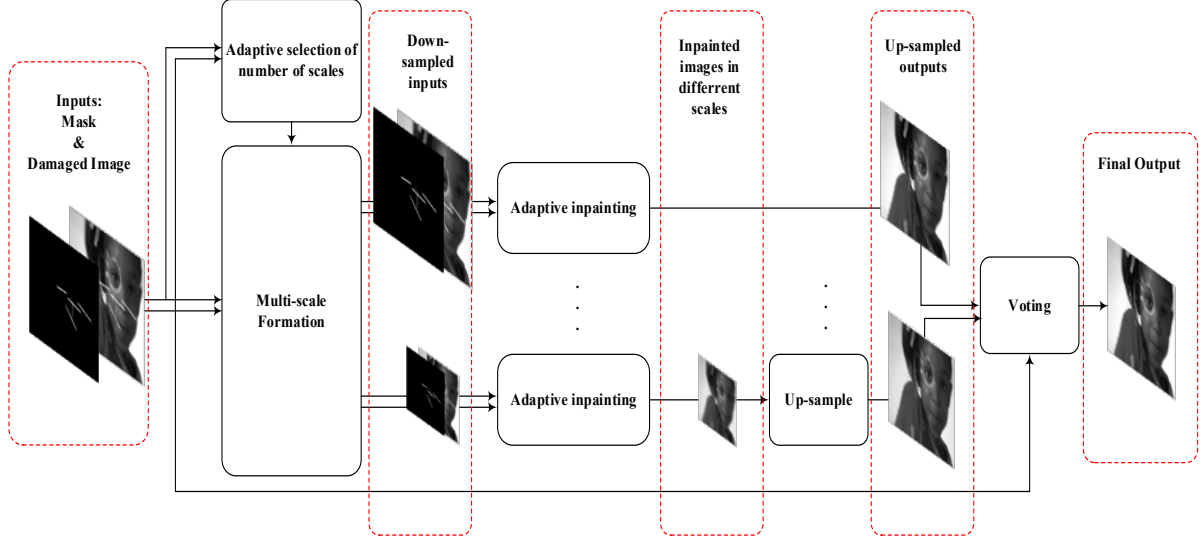 Inputs:
Mask
&
Damaged Image
Adaptive selection of
number of scales
Multi-scale
Formation
Down-
sampled
inputs
Adaptive inpainting
.
.
.
Adaptive inpainting
Inpainted
images in
differrent
scales
Up-sample
.
.
.
Up-sampled
outputs
Voting
Final Output